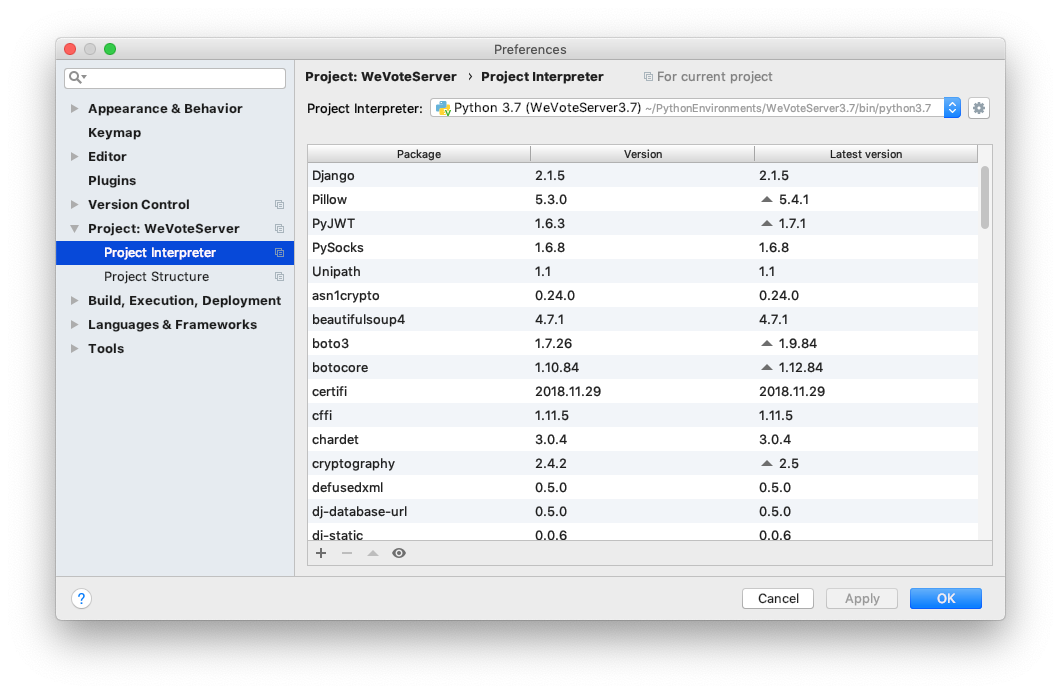 Preferences
Appearance & Behavior
Keymap
Editor
Plugins
Version Control
Project: WeVoteServer
Project Interpreter
Project Structure
Build, Execution, Deployment
Languages & Frameworks
Tools
Project: WeVoteServer › Project Interpreter For current project
Project Interpreter: Python 3.7 (WeVoteServer3.7) ~/PythonEnvironments/WeVoteServer3.7/bin/python3.7
Package Version Latest version
Django 2.1.5 2.1.5
Pillow 5.3.0 5.4.1
PyJWT 1.6.3 1.7.1
PySocks 1.6.8 1.6.8
Unipath 1.1 1.1
asn1crypto 0.24.0 0.24.0
beautifulsoup4 4.7.1 4.7.1
boto3 1.7.26 1.9.84
botocore 1.10.84 1.12.84
certifi 2018.11.29 2018.11.29
cffi 1.11.5 1.11.5
chardet 3.0.4 3.0.4
cryptography 2.4.2 2.5
defusedxml 0.5.0 0.5.0
dj-database-url 0.5.0 0.5.0
dj-static 0.0.6 0.0.6
? Cancel Apply OK